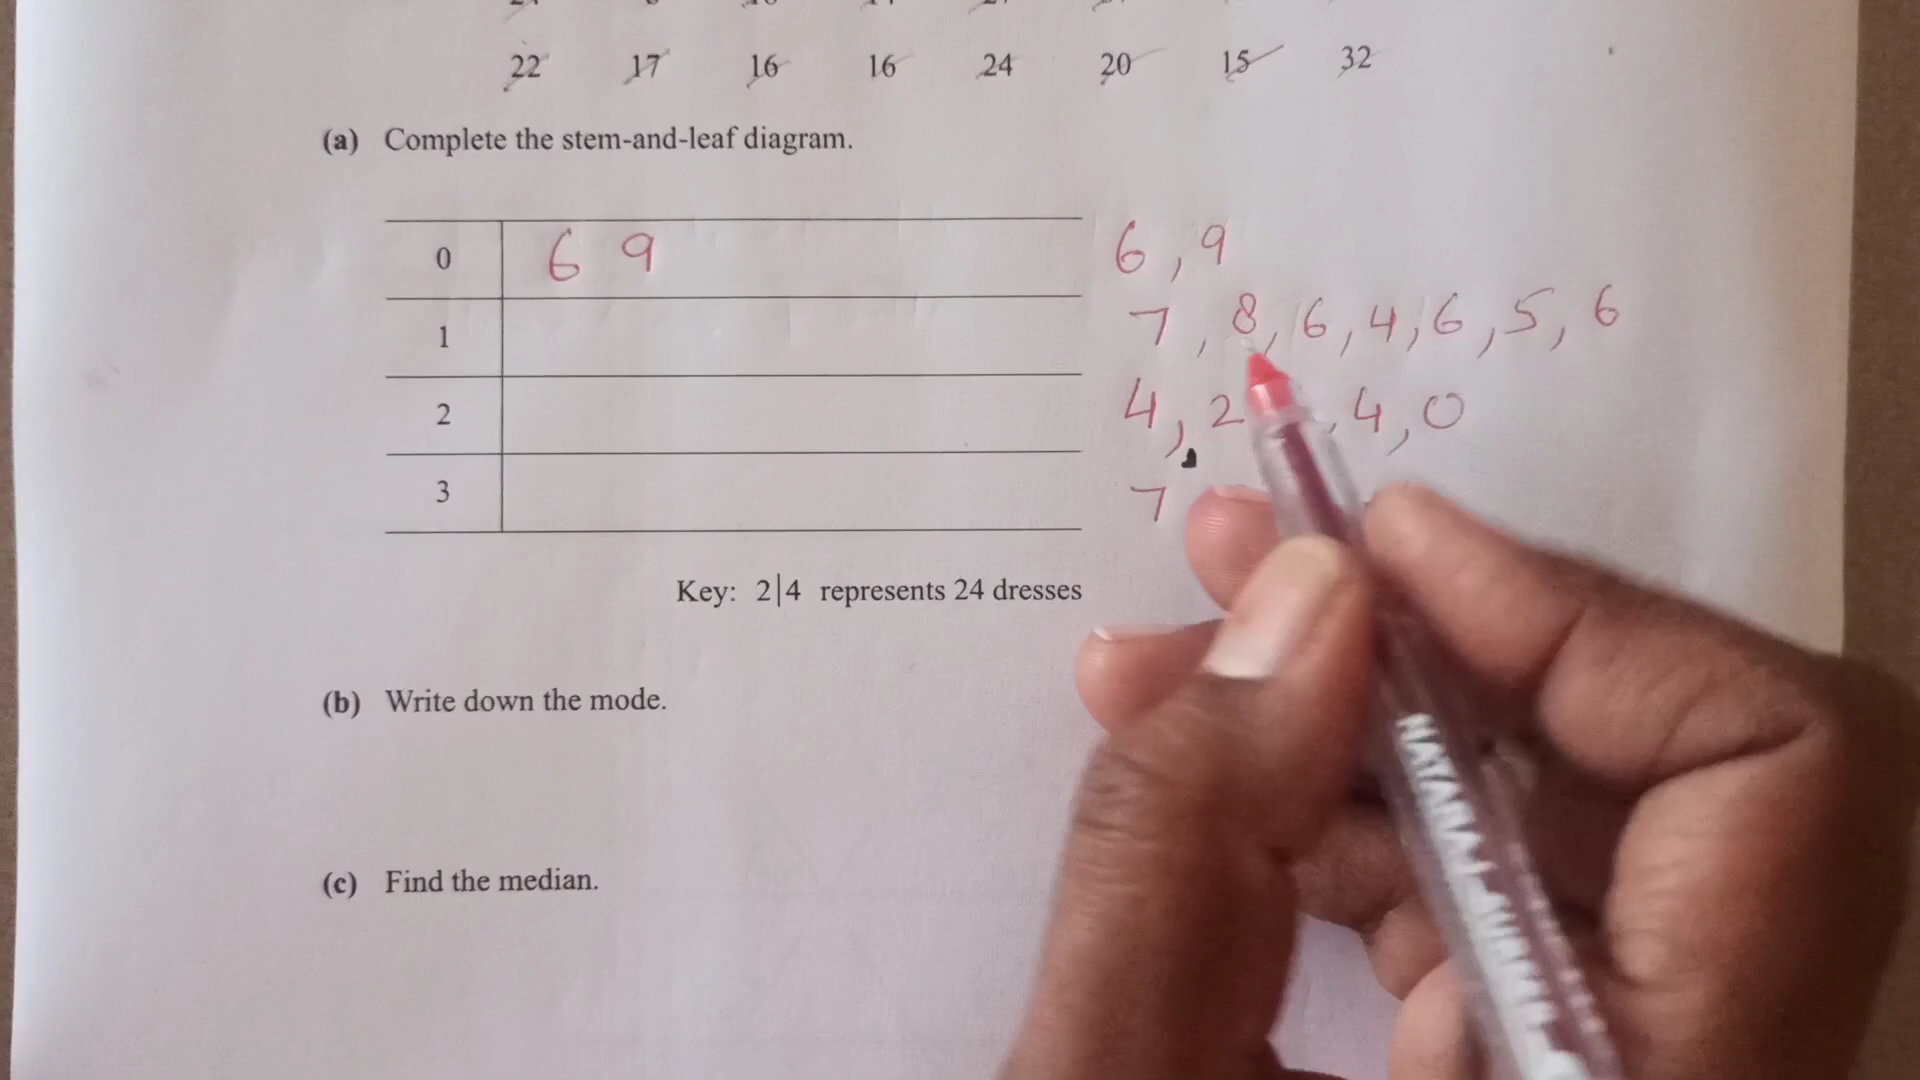 22 17 16 16 24 20 15 32
(a) Complete the stem-and-leaf diagram.
0 6 9 6,9
1 7,8,6,4,6,5,6
2 4,2 ,4,0
3 7
Key: 2|4 represents 24 dresses
(b) Write down the mode.
(c) Find the median.
NATARAJ